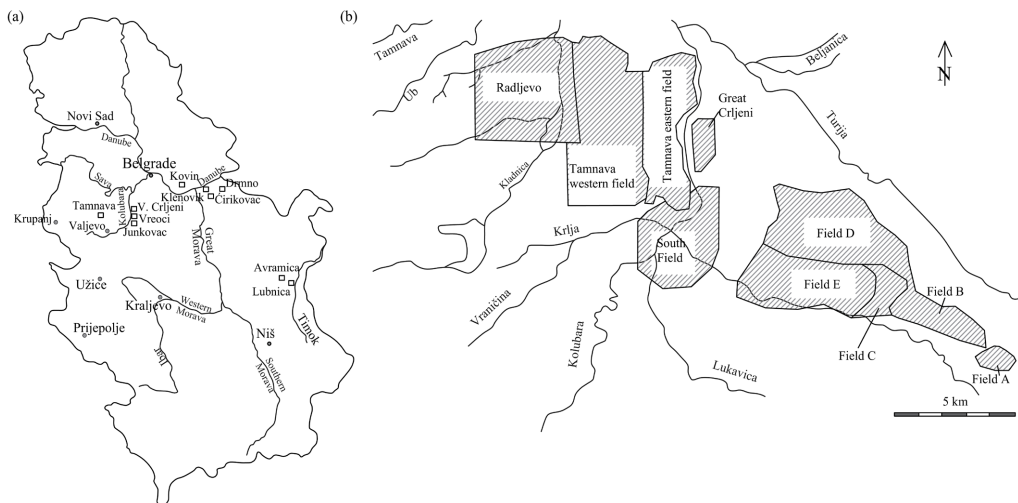 (a)
Novi Sad
Danube
Belgrade
Sava
Kolubara
Kovin
Danube
Klenovik
Drmno
Ćirikovac
Tamnava
V. Crljeni
Vreoci
Junkovac
Krupanj
Valjevo
Great
Morava
Avramica
Lubnica
Užice
Kraljevo
Western
Morava
Prijepolje
Ibar
Niš
Timok
Southern
Morava
(b)
Tamnava
Ub
Radljevo
Kladnica
Tamnava
western field
Tamnava eastern field
Great
Crljeni
Beljanica
Turija
N
Krlja
South
Field
Vraničina
Kolubara
Lukavica
Field D
Field E
Field B
Field C
Field A
5 km